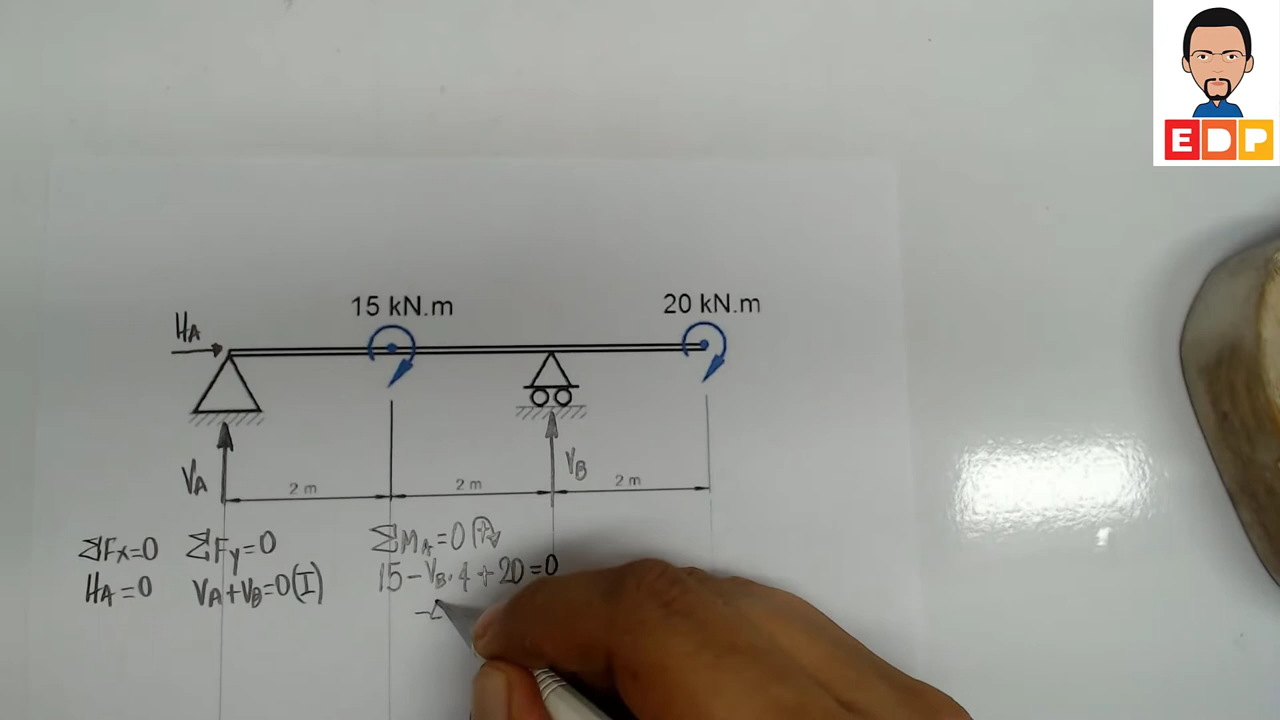 EDP
15 kN.m
20 kN.m
HA
VA
VB
2 m
2 m
2 m
ΣFx=0
ΣFy=0
ΣMA=0 (+)
HA=0
VA+VB=0(I)
15-VB.4+20=0